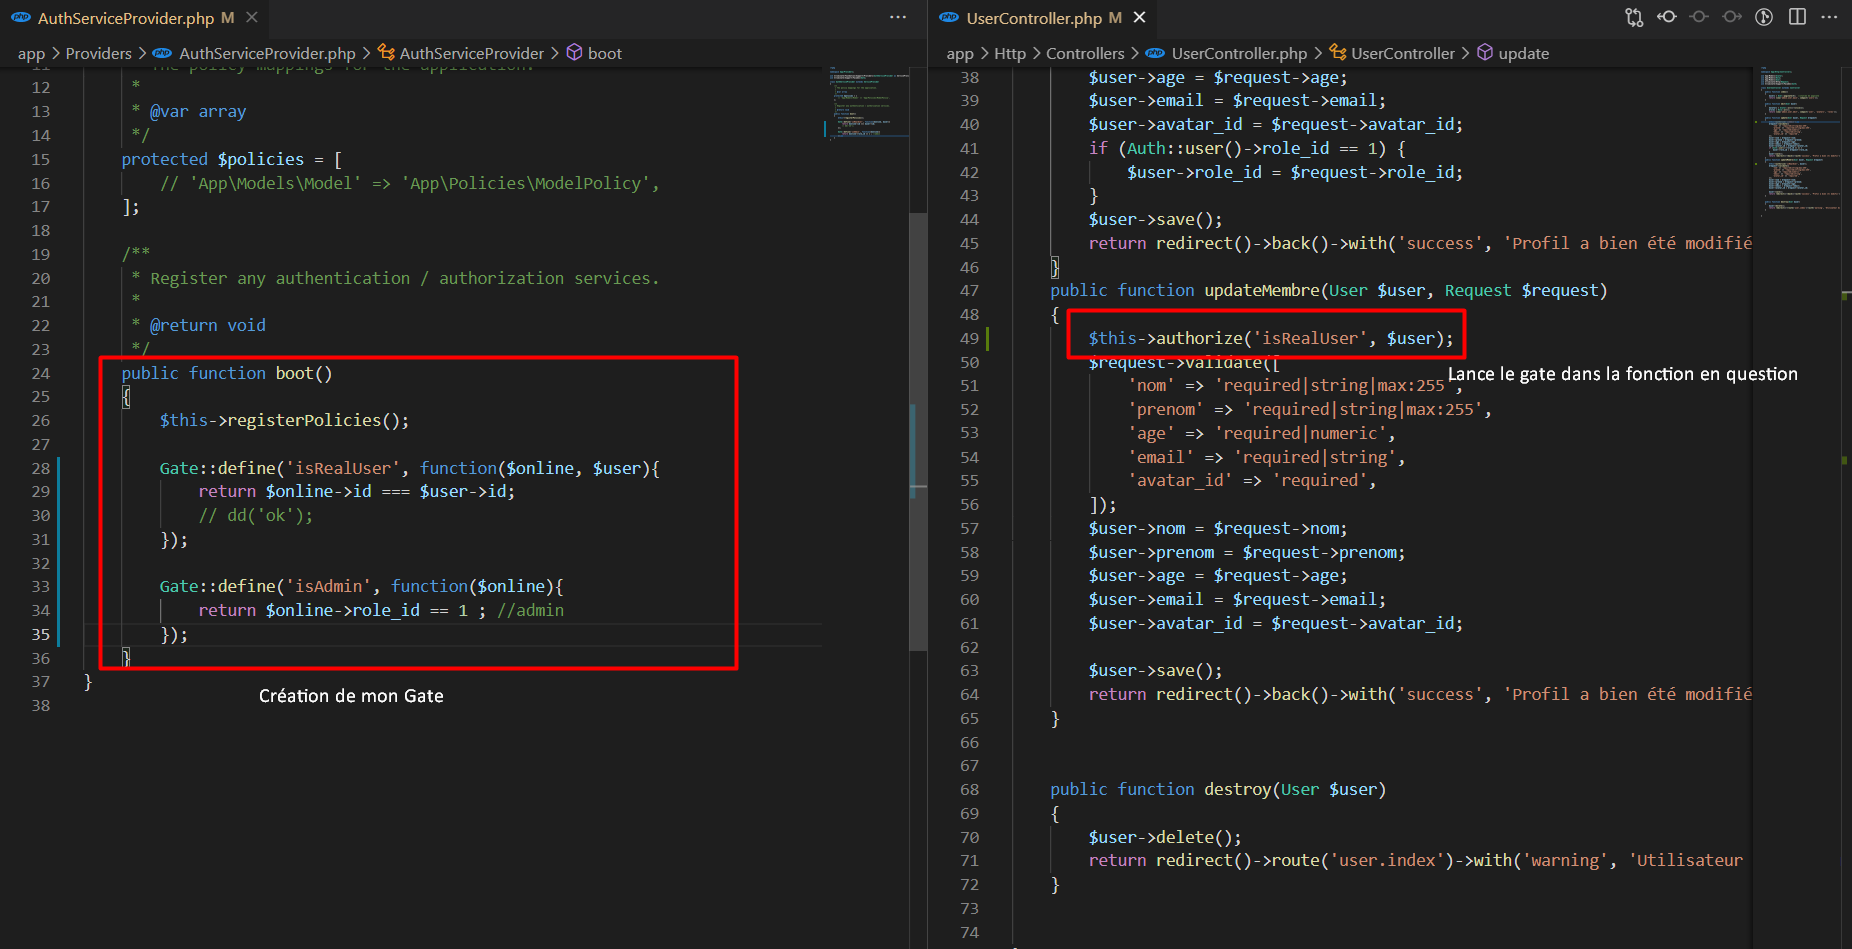 php AuthServiceProvider.php M ×
app > Providers > php AuthServiceProvider.php > AuthServiceProvider > boot
The policy mappings for the application.
12 *
13 * @var array
14 */
15 protected $policies = [
16 // 'App\Models\Model' => 'App\Policies\ModelPolicy',
17 ];
18
19 /**
20 * Register any authentication / authorization services.
21 *
22 * @return void
23 */
24 public function boot()
25 {
26 $this->registerPolicies();
27
28 Gate::define('isRealUser', function($online, $user){
29 return $online->id === $user->id;
30 // dd('ok');
31 });
32
33 Gate::define('isAdmin', function($online){
34 return $online->role_id == 1 ; //admin
35 });
36 }
37 }
38
Création de mon Gate
php UserController.php M ×
app > Http > Controllers > php UserController.php > UserController > update
38 $user->age = $request->age;
39 $user->email = $request->email;
40 $user->avatar_id = $request->avatar_id;
41 if (Auth::user()->role_id == 1) {
42 $user->role_id = $request->role_id;
43 }
44 $user->save();
45 return redirect()->back()->with('success', 'Profil a bien été modifié
46 }
47 public function updateMembre(User $user, Request $request)
48 {
49 $this->authorize('isRealUser', $user);
50 $request->validate([
Lance le gate dans la fonction en question
51 'nom' => 'required|string|max:255',
52 'prenom' => 'required|string|max:255',
53 'age' => 'required|numeric',
54 'email' => 'required|string',
55 'avatar_id' => 'required',
56 ]);
57 $user->nom = $request->nom;
58 $user->prenom = $request->prenom;
59 $user->age = $request->age;
60 $user->email = $request->email;
61 $user->avatar_id = $request->avatar_id;
62
63 $user->save();
64 return redirect()->back()->with('success', 'Profil a bien été modifié
65 }
66
67
68 public function destroy(User $user)
69 {
70 $user->delete();
71 return redirect()->route('user.index')->with('warning', 'Utilisateur
72 }
73
74